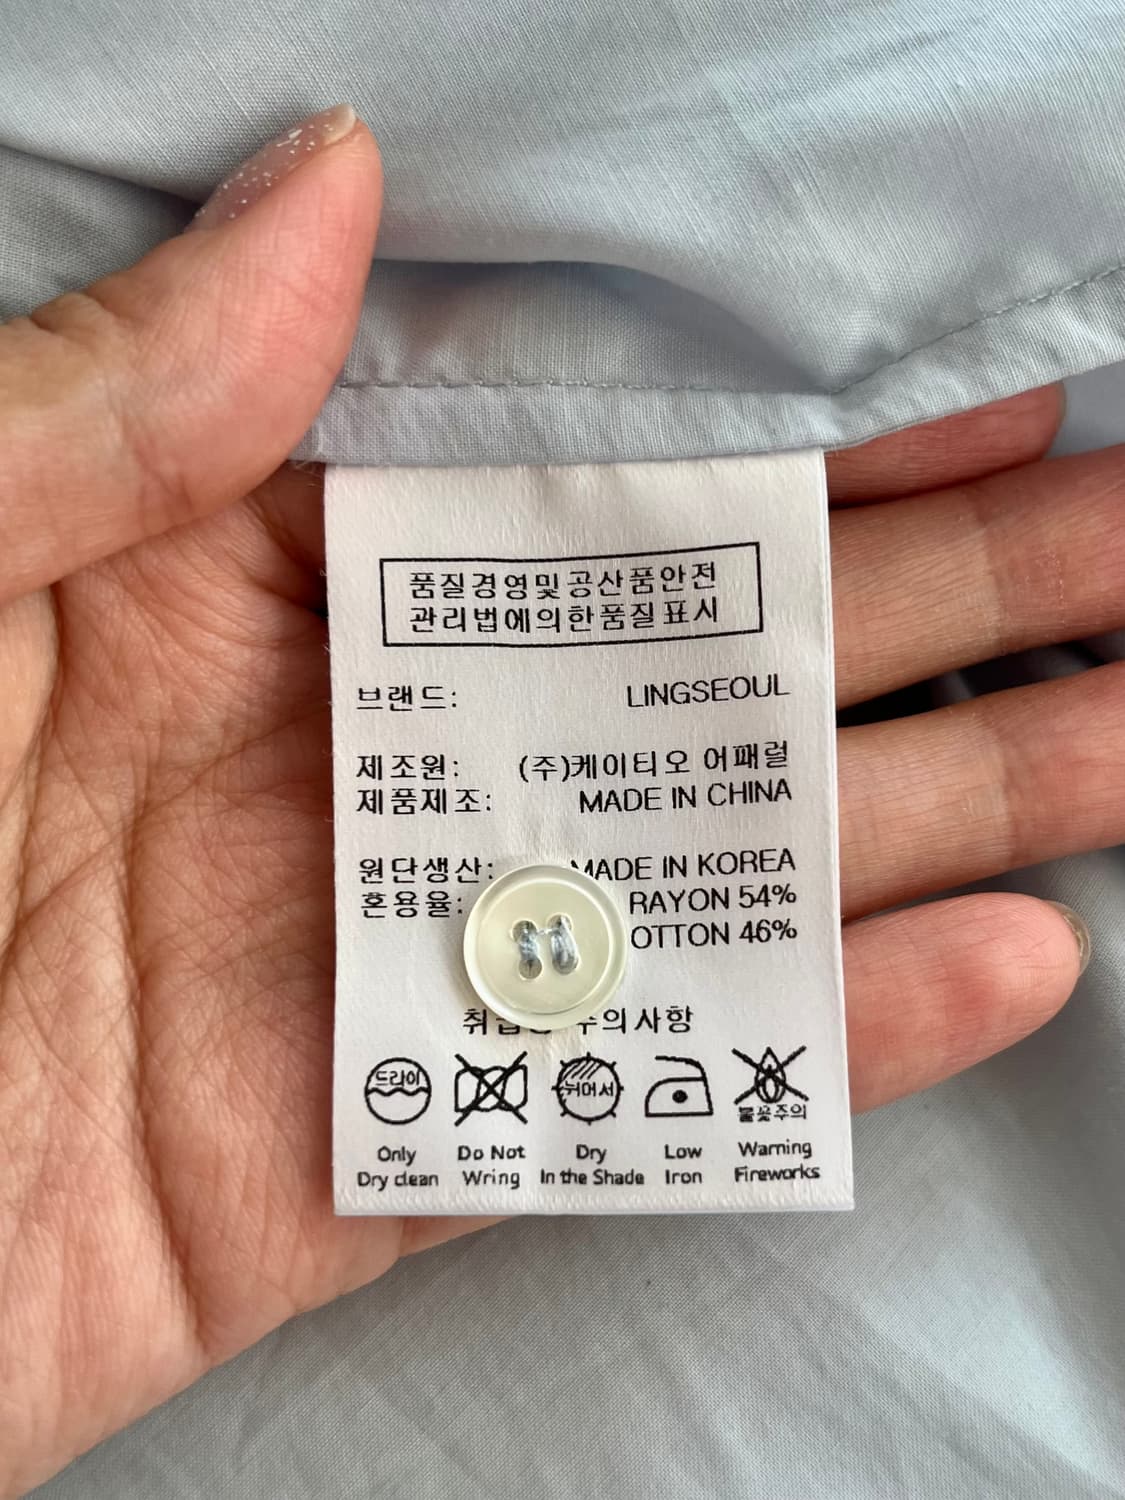 품질경영및공산품안전
관리법에의한품질표시
브랜드: LINGSEOUL
제조원: (주)케이티오 어패럴
제품제조: MADE IN CHINA
원단생산: MADE IN KOREA
혼용율: RAYON 54%
OTTON 46%
주의사항
드라이 뉘어서
불꽃주의
Only Do Not Dry Low Warning
Dry clean Wring In the Shade Iron Fireworks